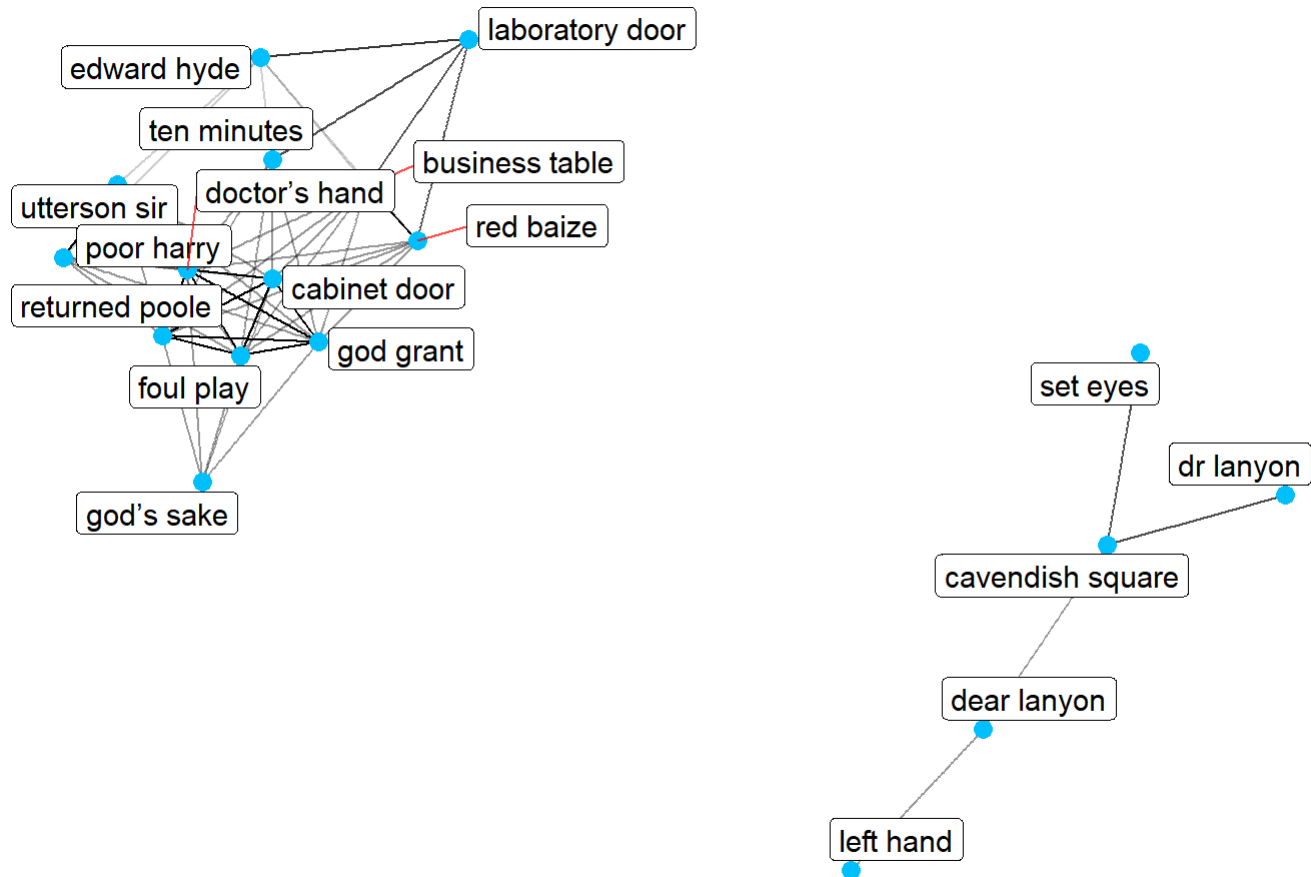 laboratory door
edward hyde
ten minutes
business table
doctor’s hand
utterson sir
red baize
poor harry
cabinet door
returned poole
god grant
foul play
set eyes
dr lanyon
god’s sake
cavendish square
dear lanyon
left hand